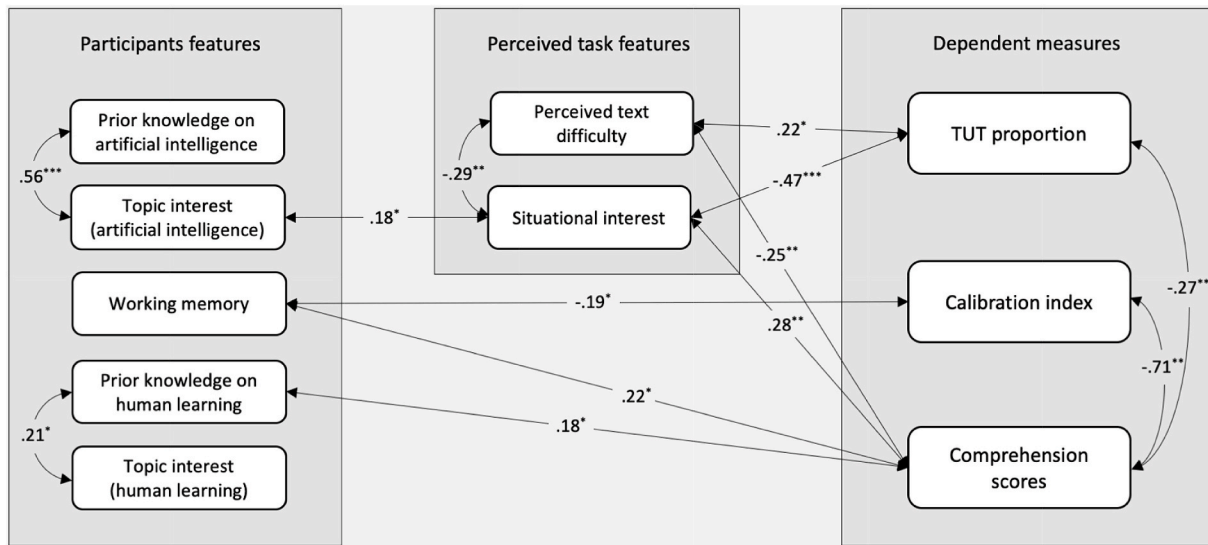 Participants features
Perceived task features
Dependent measures
Prior knowledge on
artificial intelligence
.56***
Topic interest
(artificial intelligence)
Working memory
Prior knowledge on
human learning
.21*
Topic interest
(human learning)
Perceived text
difficulty
-.29**
Situational interest
.18*
.22*
-.47***
-.25**
-.19*
.28**
.22*
.18*
TUT proportion
Calibration index
-.27**
-.71**
Comprehension
scores